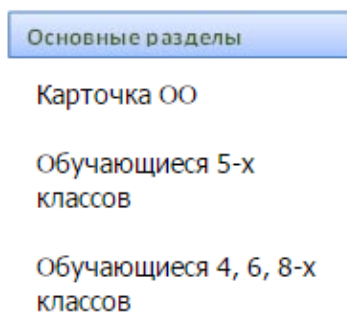 Основные разделы
Карточка ОО
Обучающиеся 5-х
классов
Обучающиеся 4, 6, 8-х
классов